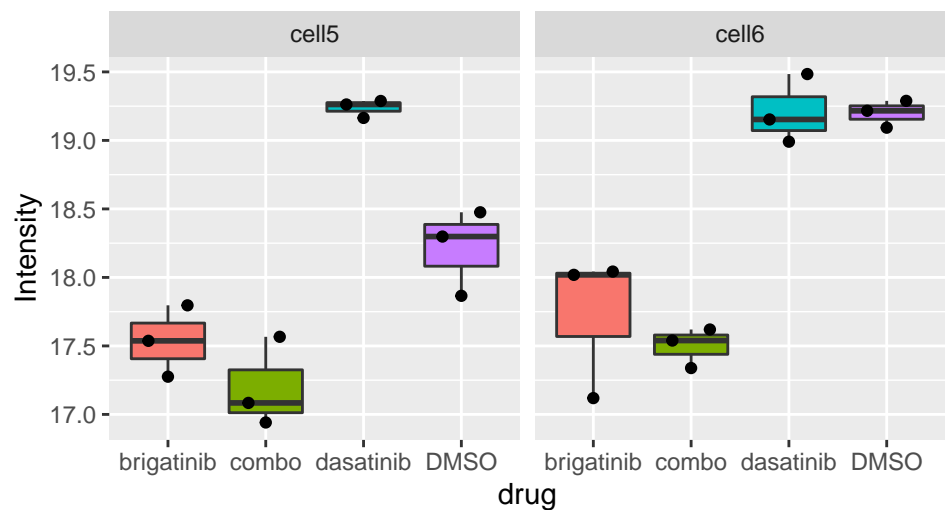 cell5 cell6
19.5
19.0
18.5
18.0
17.5
17.0
Intensity
brigatinib combo dasatinib DMSO brigatinib combo dasatinib DMSO
drug